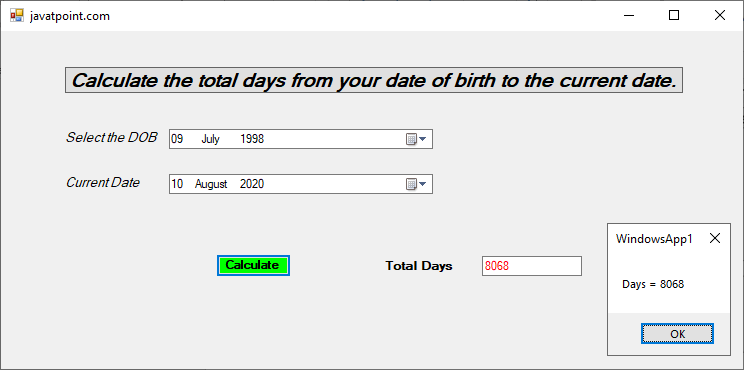 javatpoint.com
Calculate the total days from your date of birth to the current date.
Select the DOB 09 July 1998
Current Date 10 August 2020
WindowsApp1
Calculate Total Days 8068
Days = 8068
OK